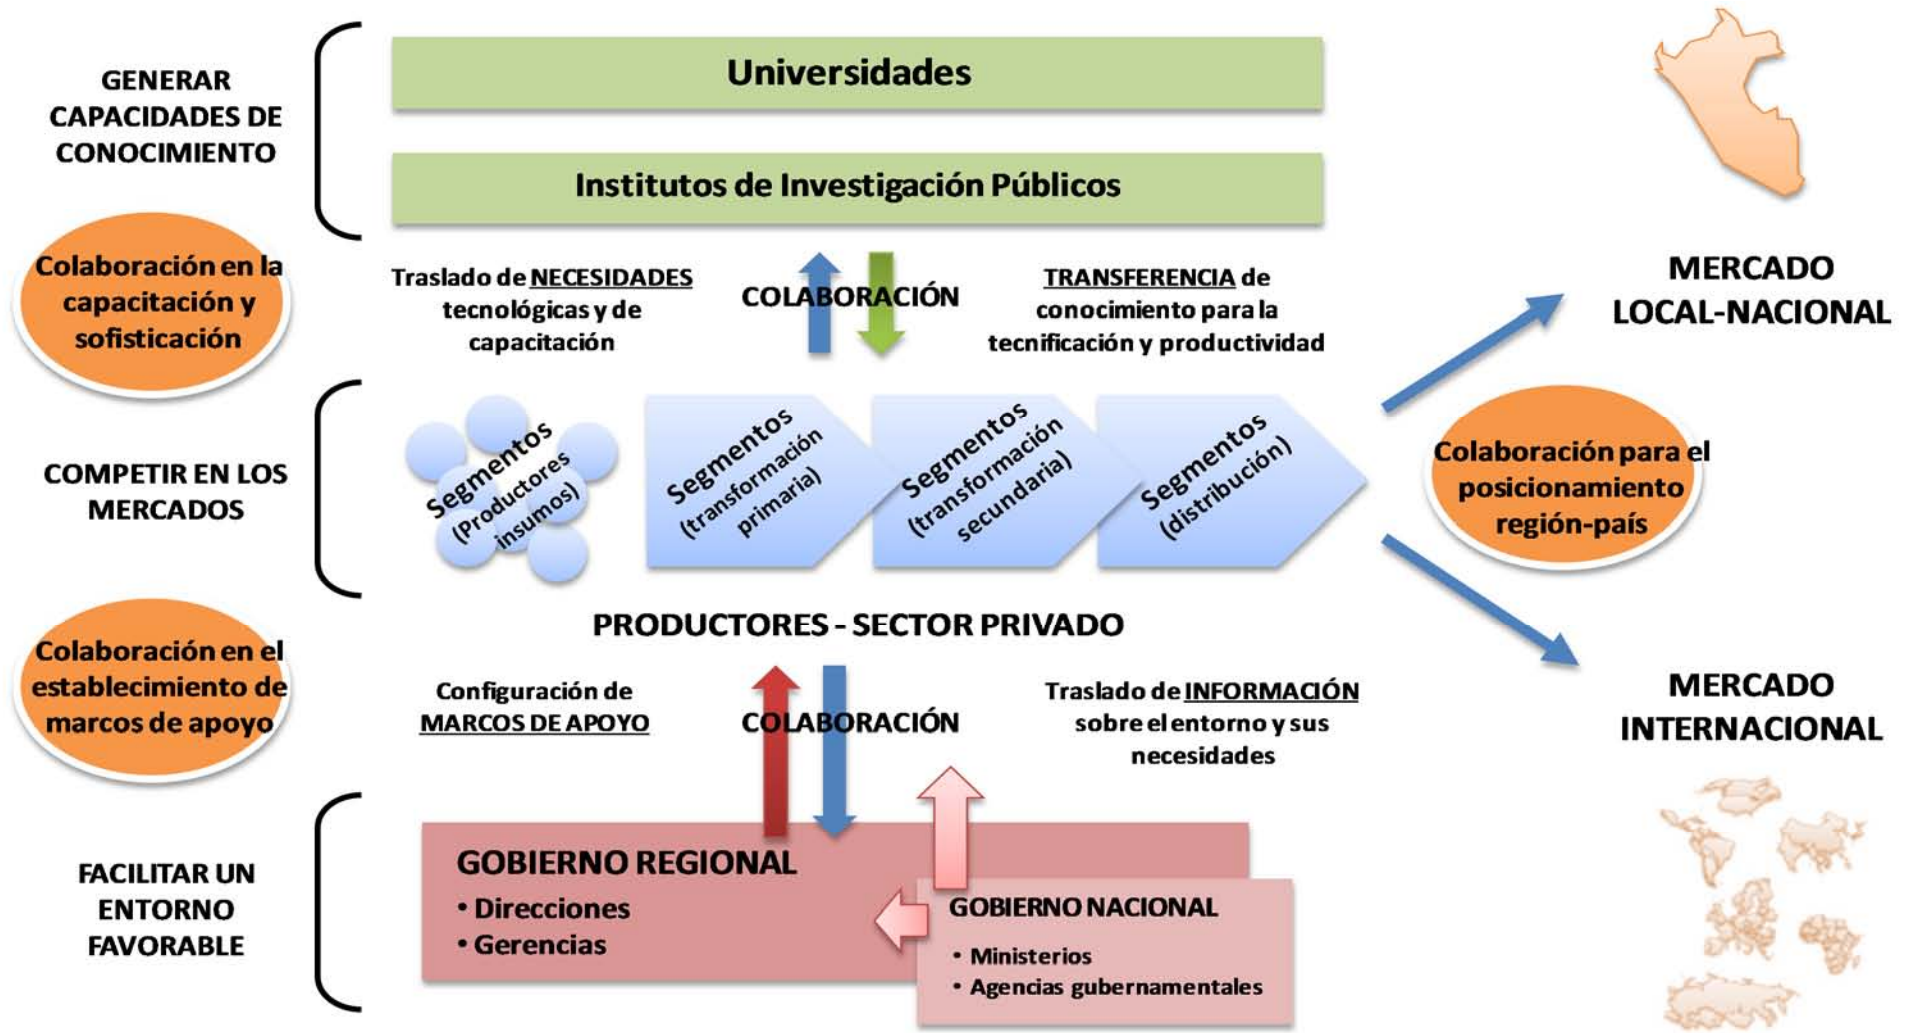 GENERAR
CAPACIDADES DE
CONOCIMIENTO
Universidades
Institutos de Investigación Públicos
Colaboración en la
capacitación y
sofisticación
Traslado de NECESIDADES
tecnológicas y de
capacitación
COLABORACIÓN
TRANSFERENCIA de
conocimiento para la
tecnificación y productividad
MERCADO
LOCAL-NACIONAL
COMPETIR EN LOS
MERCADOS
Segmentos
(Productores
insumos)
Segmentos
(transformación
primaria)
Segmentos
(transformación
secundaria)
Segmentos
(distribución)
Colaboración para el
posicionamiento
región-país
PRODUCTORES - SECTOR PRIVADO
Colaboración en el
establecimiento de
marcos de apoyo
Configuración de
MARCOS DE APOYO
COLABORACIÓN
Traslado de INFORMACIÓN
sobre el entorno y sus
necesidades
MERCADO
INTERNACIONAL
FACILITAR UN
ENTORNO
FAVORABLE
GOBIERNO REGIONAL
• Direcciones
• Gerencias
GOBIERNO NACIONAL
• Ministerios
• Agencias gubernamentales